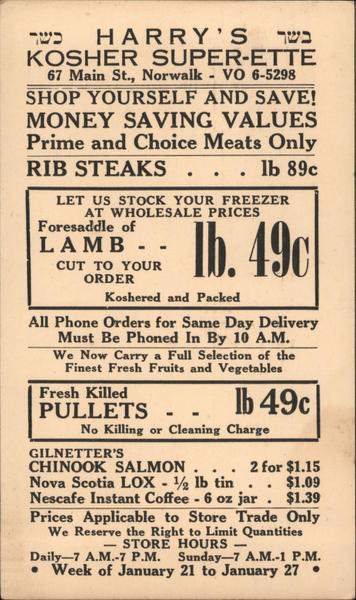 כשר HARRY'S בשר
KOSHER SUPER-ETTE
67 Main St., Norwalk - VO 6-5298
SHOP YOURSELF AND SAVE!
MONEY SAVING VALUES
Prime and Choice Meats Only
RIB STEAKS . . . lb 89c
LET US STOCK YOUR FREEZER
AT WHOLESALE PRICES
Foresaddle of
LAMB - - lb. 49c
CUT TO YOUR
ORDER
Koshered and Packed
All Phone Orders for Same Day Delivery
Must Be Phoned In By 10 A.M.
We Now Carry a Full Selection of the
Finest Fresh Fruits and Vegetables
Fresh Killed
PULLETS - - lb 49c
No Killing or Cleaning Charge
GILNETTER'S
CHINOOK SALMON . . . 2 for $1.15
Nova Scotia LOX - ½ lb tin . . $1.09
Nescafe Instant Coffee - 6 oz jar . $1.39
Prices Applicable to Store Trade Only
We Reserve the Right to Limit Quantities
— STORE HOURS —
Daily—7 A.M.-7 P.M. Sunday—7 A.M.-1 P.M.
• Week of January 21 to January 27 •